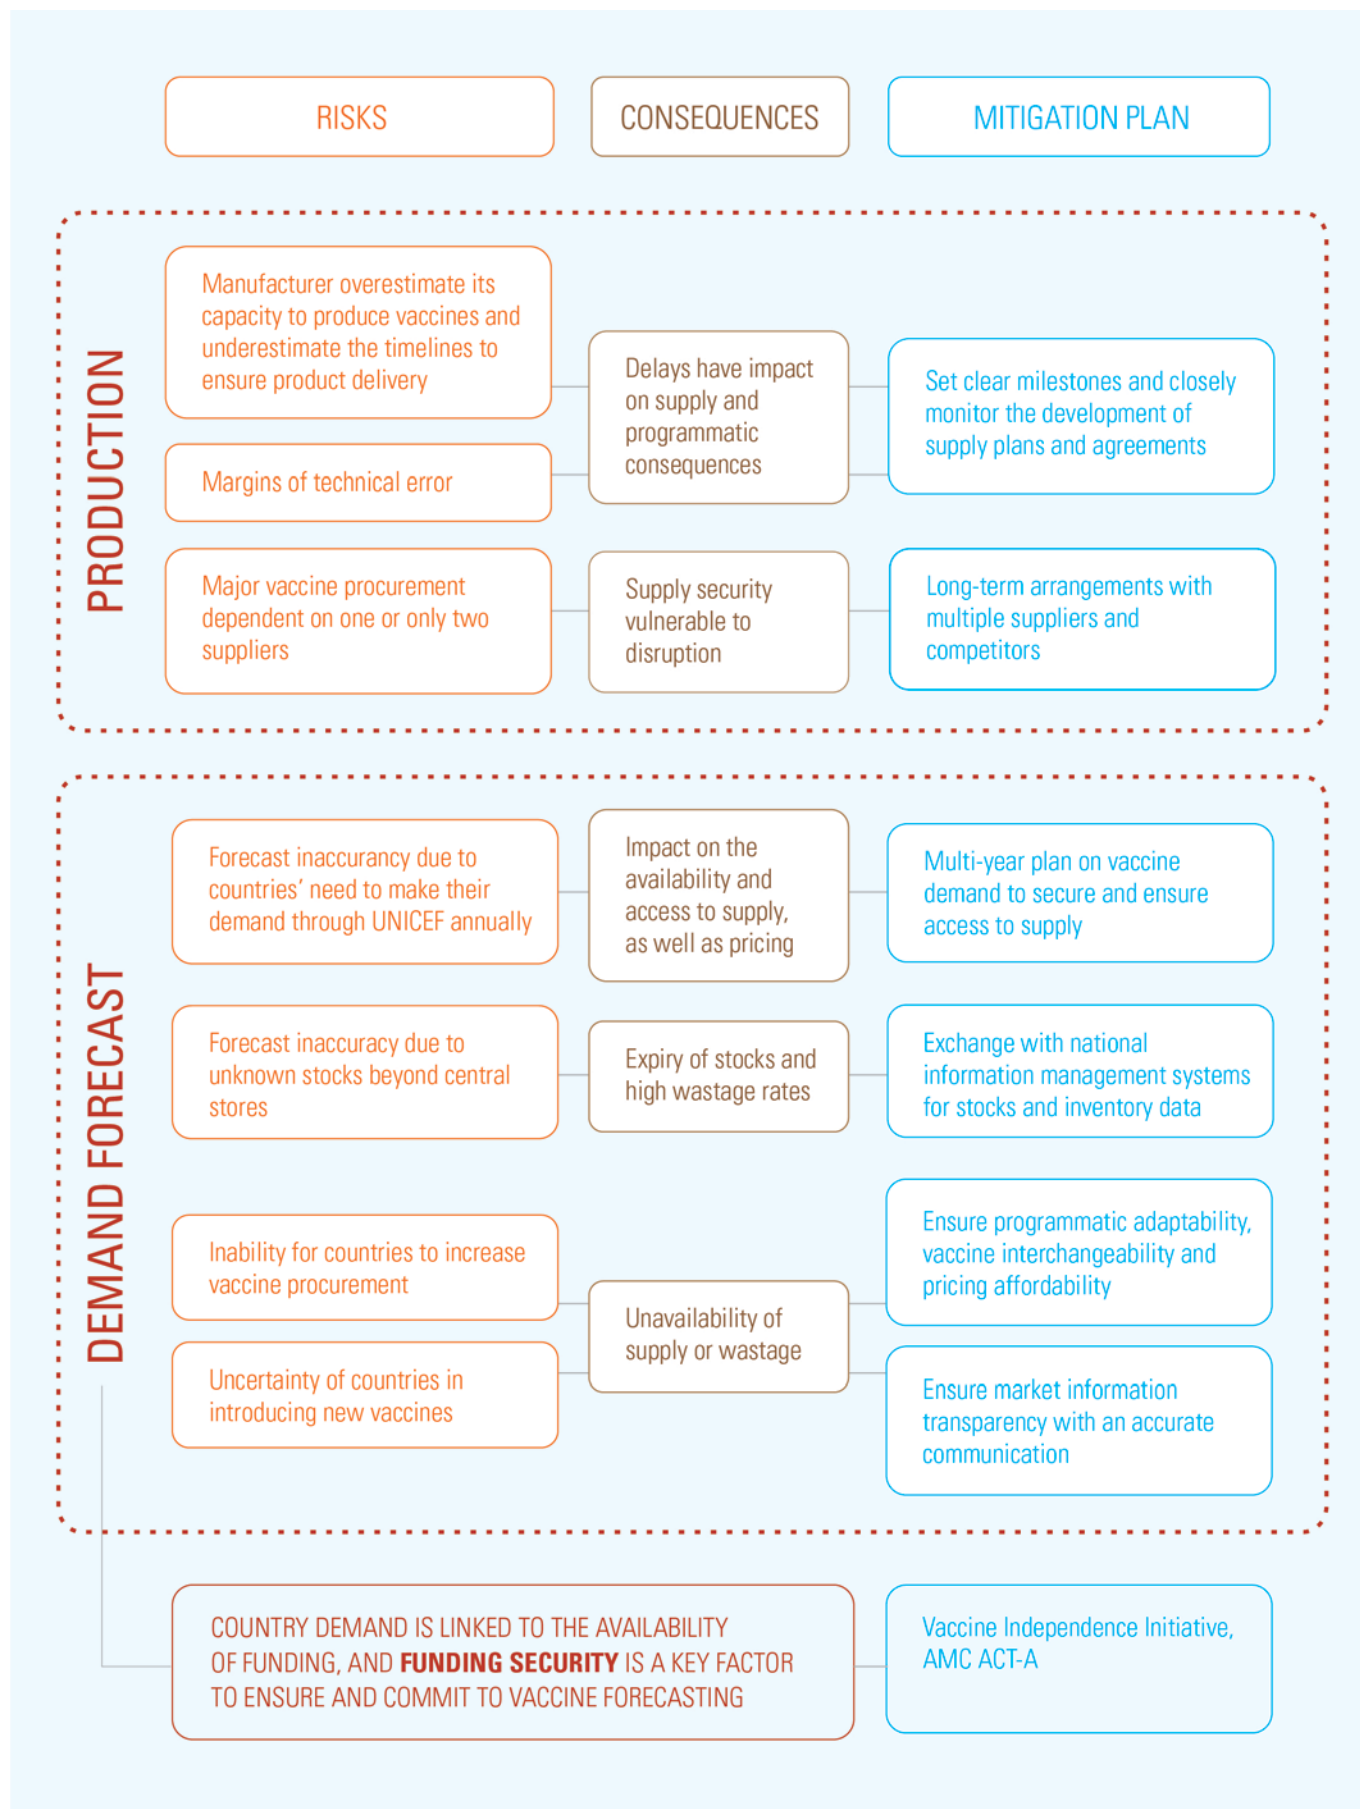 RISKS
CONSEQUENCES
MITIGATION PLAN
PRODUCTION
Manufacturer overestimate its
capacity to produce vaccines and
underestimate the timelines to
ensure product delivery
Margins of technical error
Delays have impact
on supply and
programmatic
consequences
Set clear milestones and closely
monitor the development of
supply plans and agreements
Major vaccine procurement
dependent on one or only two
suppliers
Supply security
vulnerable to
disruption
Long-term arrangements with
multiple suppliers and
competitors
DEMAND FORECAST
Forecast inaccurancy due to
countries’ need to make their
demand through UNICEF annually
Impact on the
availability and
access to supply,
as well as pricing
Multi-year plan on vaccine
demand to secure and ensure
access to supply
Forecast inaccuracy due to
unknown stocks beyond central
stores
Expiry of stocks and
high wastage rates
Exchange with national
information management systems
for stocks and inventory data
Inability for countries to increase
vaccine procurement
Uncertainty of countries in
introducing new vaccines
Unavailability of
supply or wastage
Ensure programmatic adaptability,
vaccine interchangeability and
pricing affordability
Ensure market information
transparency with an accurate
communication
COUNTRY DEMAND IS LINKED TO THE AVAILABILITY
OF FUNDING, AND FUNDING SECURITY IS A KEY FACTOR
TO ENSURE AND COMMIT TO VACCINE FORECASTING
Vaccine Independence Initiative,
AMC ACT-A